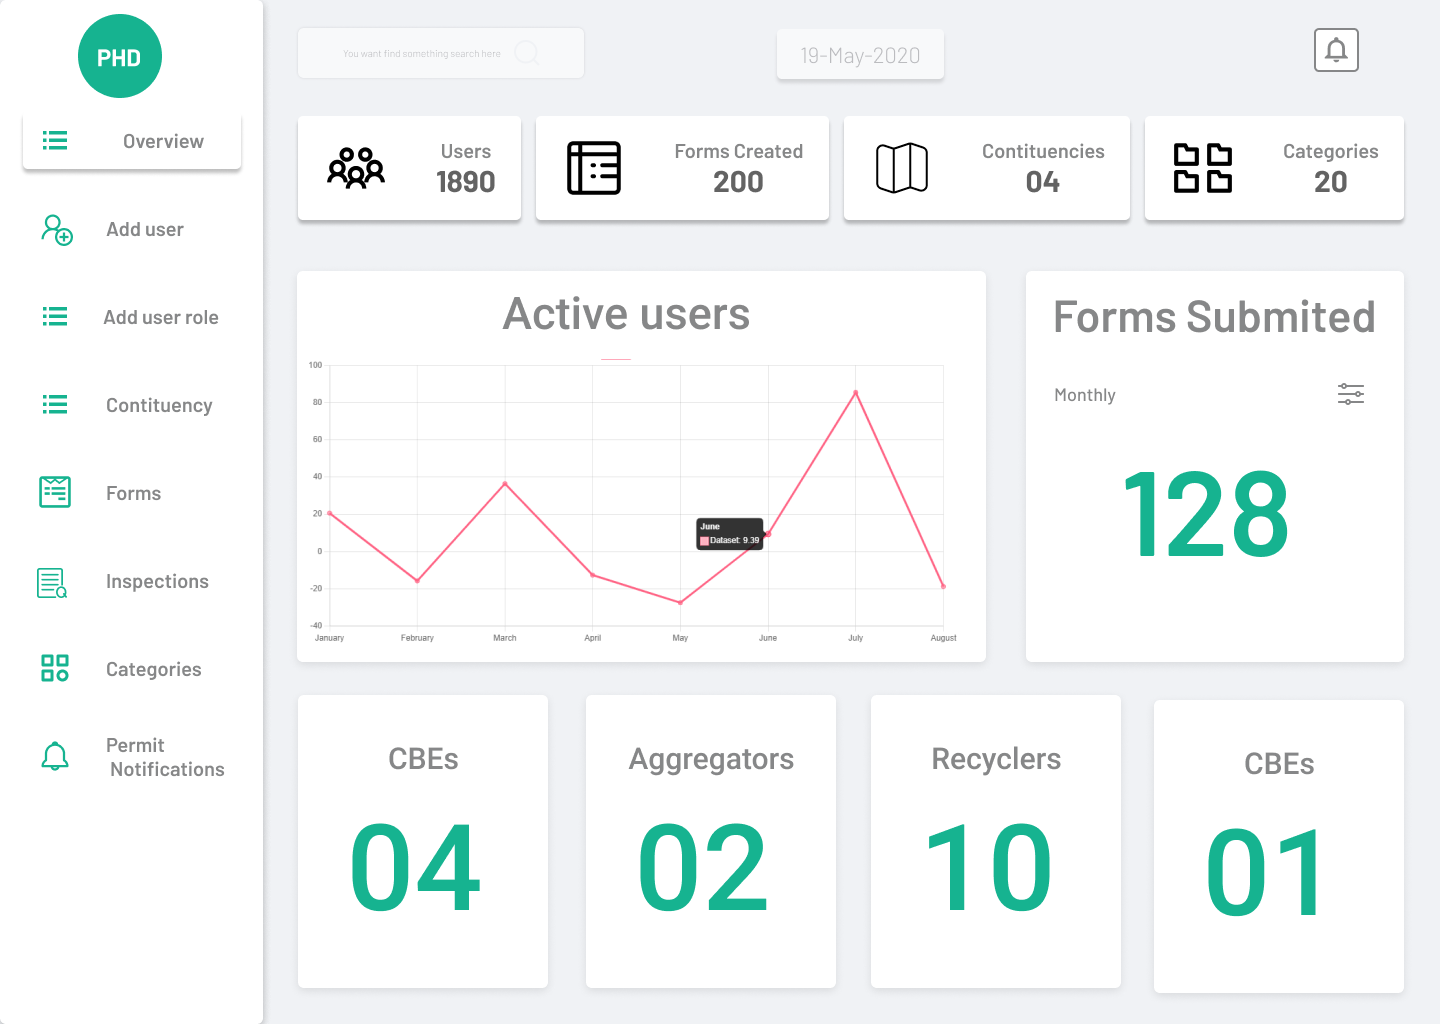 PHD
Overview
Add user
Add user role
Contituency
Forms
Inspections
Categories
Permit
Notifications
You want find something search here
19-May-2020
Users
1890
Forms Created
200
Contituencies
04
Categories
20
Active users
100
80
60
40
20
0
-20
-40
January February March April May June July August
June
Dataset: 9.39
Forms Submited
Monthly
128
CBEs
04
Aggregators
02
Recyclers
10
CBEs
01